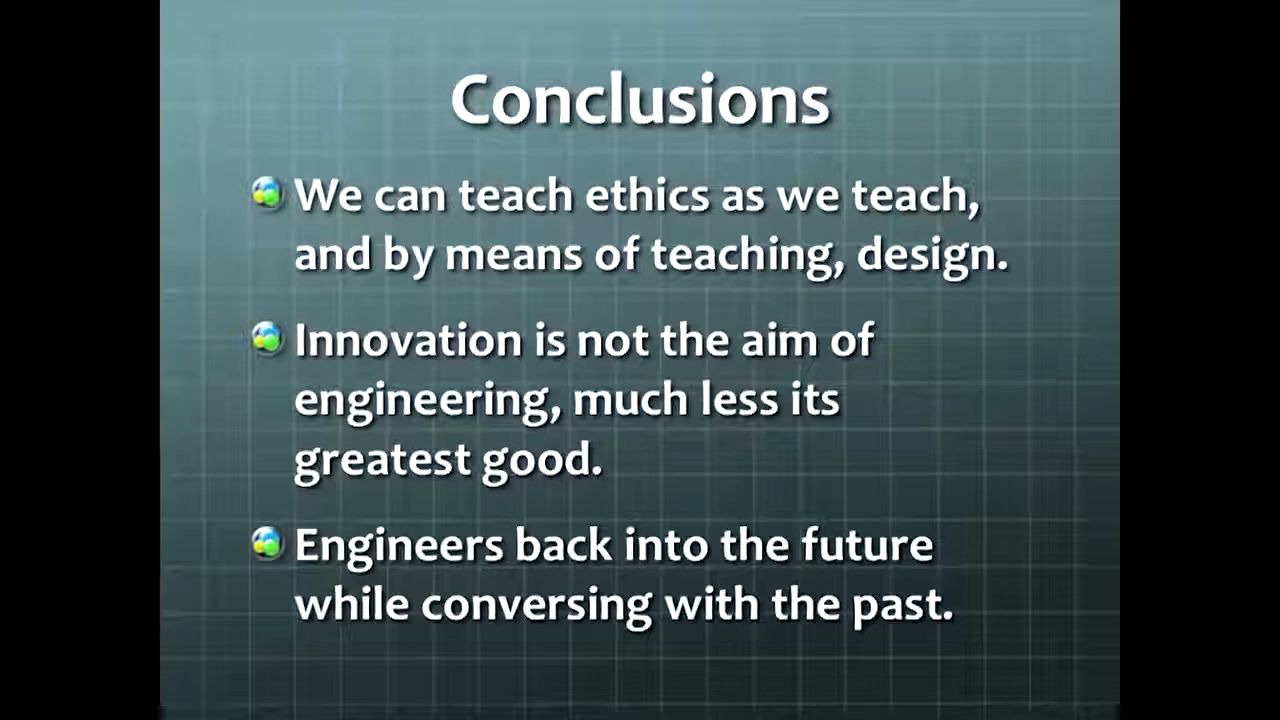 Conclusions
We can teach ethics as we teach,
and by means of teaching, design.
Innovation is not the aim of
engineering, much less its
greatest good.
Engineers back into the future
while conversing with the past.